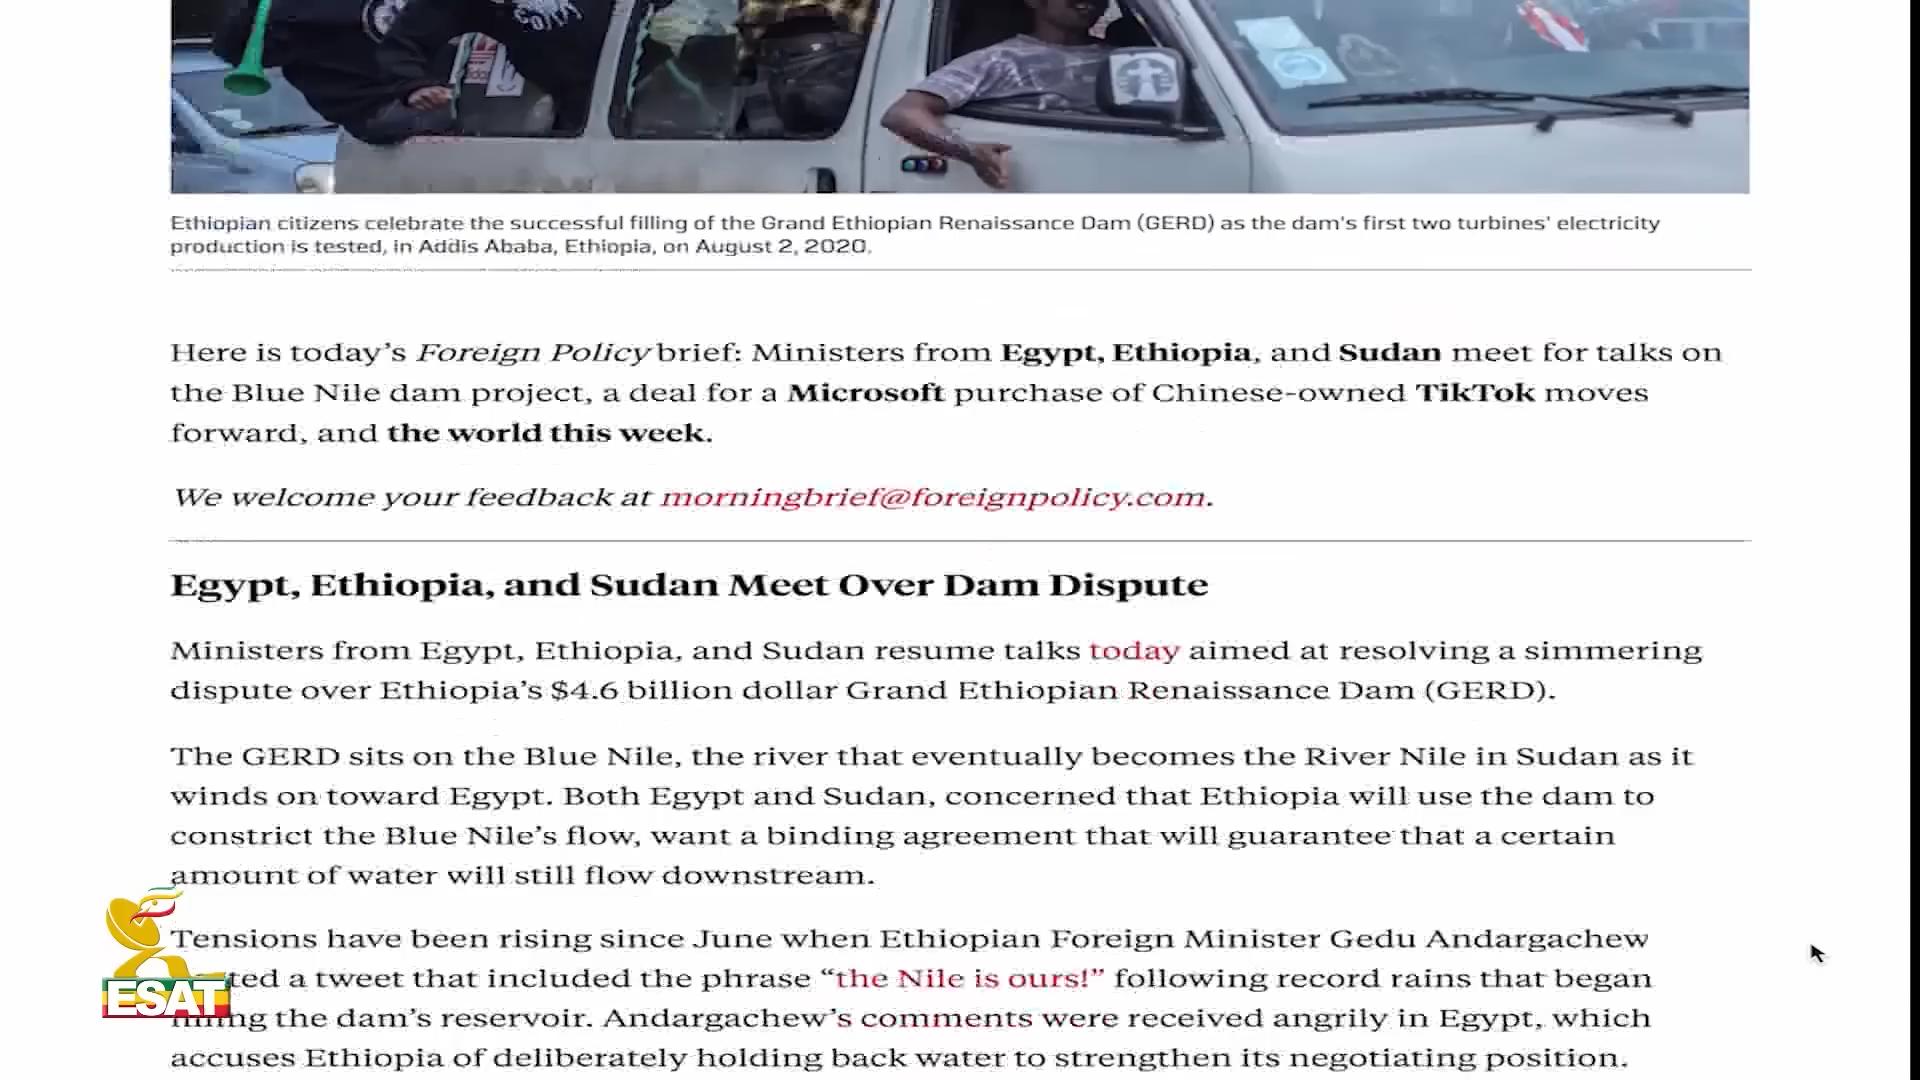 Ethiopian citizens celebrate the successful filling of the Grand Ethiopian Renaissance Dam (GERD) as the dam's first two turbines' electricity
production is tested, in Addis Ababa, Ethiopia, on August 2, 2020.
Here is today's Foreign Policy brief: Ministers from Egypt, Ethiopia, and Sudan meet for talks on
the Blue Nile dam project, a deal for a Microsoft purchase of Chinese-owned TikTok moves
forward, and the world this week.
We welcome your feedback at morningbrief@foreignpolicy.com.
Egypt, Ethiopia, and Sudan Meet Over Dam Dispute
Ministers from Egypt, Ethiopia, and Sudan resume talks today aimed at resolving a simmering
dispute over Ethiopia's $4.6 billion dollar Grand Ethiopian Renaissance Dam (GERD).
The GERD sits on the Blue Nile, the river that eventually becomes the River Nile in Sudan as it
winds on toward Egypt. Both Egypt and Sudan, concerned that Ethiopia will use the dam to
constrict the Blue Nile's flow, want a binding agreement that will guarantee that a certain
amount of water will still flow downstream.
Tensions have been rising since June when Ethiopian Foreign Minister Gedu Andargachew
a tweet that included the phrase “the Nile is ours!” following record rains that began
the dam's reservoir. Andargachew's comments were received angrily in Egypt, which
accuses Ethiopia of deliberately holding back water to strengthen its negotiating position.
ESAT